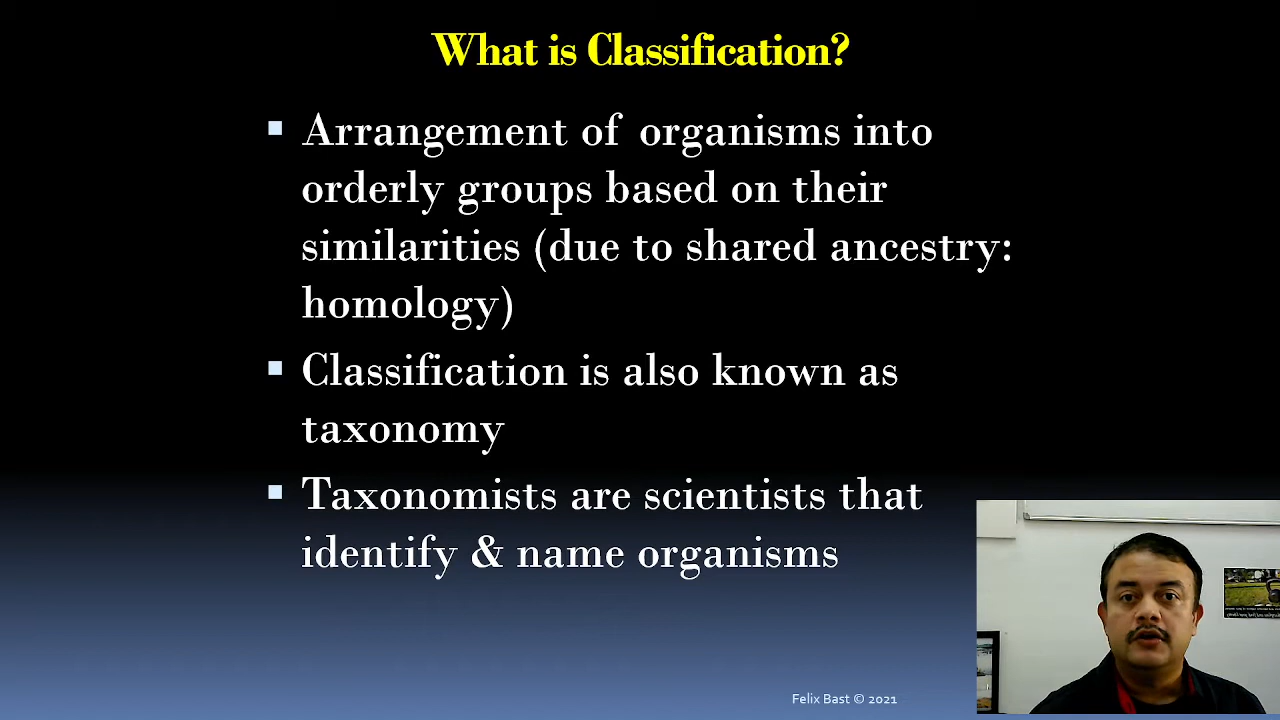 What is Classification?
▪ Arrangement of organisms into
orderly groups based on their
similarities (due to shared ancestry:
homology)
▪ Classification is also known as
taxonomy
▪ Taxonomists are scientists that
identify & name organisms
Felix Bast © 2021